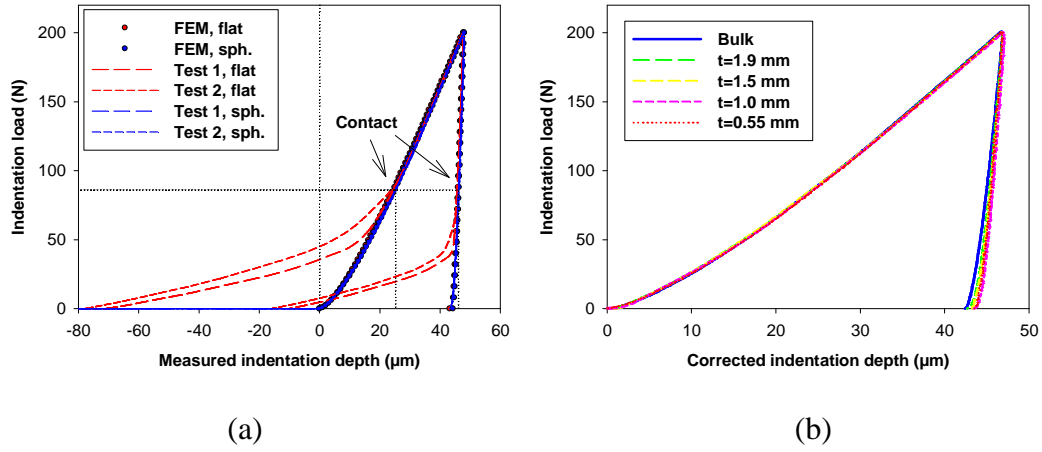 FEM, flat
FEM, sph.
Test 1, flat
Test 2, flat
Test 1, sph.
Test 2, sph.
Contact
Indentation load (N)
200
150
100
50
0
-80 -60 -40 -20 0 20 40 60
Measured indentation depth (µm)
(a)
Bulk
t=1.9 mm
t=1.5 mm
t=1.0 mm
t=0.55 mm
Indentation load (N)
200
150
100
50
0
0 10 20 30 40 50
Corrected indentation depth (µm)
(b)